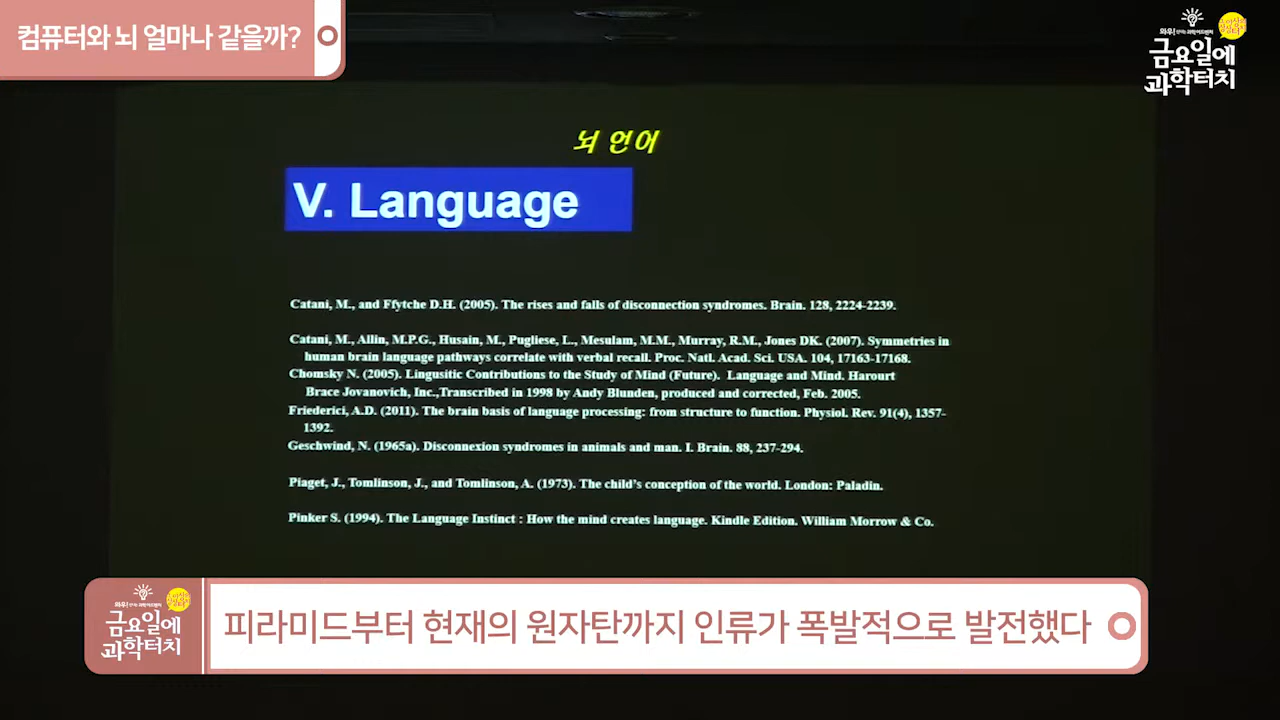 컴퓨터와 뇌 얼마나 같을까?
금요일에
과학터치
뇌 언어
V. Language
Catani, M., and Ffytche D.H. (2005). The rises and falls of disconnection syndromes. Brain. 128, 2224-2239.
Catani, M., Allin, M.P.G., Husain, M., Pugliese, L., Mesulam, M.M., Murray, R.M., Jones DK. (2007). Symmetries in
human brain language pathways correlate with verbal recall. Proc. Natl. Acad. Sci. USA. 104, 17163-17168.
Chomsky N. (2005). Lingusitic Contributions to the Study of Mind (Future). Language and Mind. Harourt
Brace Jovanovich, Inc.,Transcribed in 1998 by Andy Blunden, produced and corrected, Feb. 2005.
Friederici, A.D. (2011). The brain basis of language processing: from structure to function. Physiol. Rev. 91(4), 1357-
1392.
Geschwind, N. (1965a). Disconnexion syndromes in animals and man. I. Brain. 88, 237-294.
Piaget, J., Tomlinson, J., and Tomlinson, A. (1973). The child's conception of the world. London: Paladin.
Pinker S. (1994). The Language Instinct : How the mind creates language. Kindle Edition. William Morrow & Co.
금요일에
과학터치
피라미드부터 현재의 원자탄까지 인류가 폭발적으로 발전했다